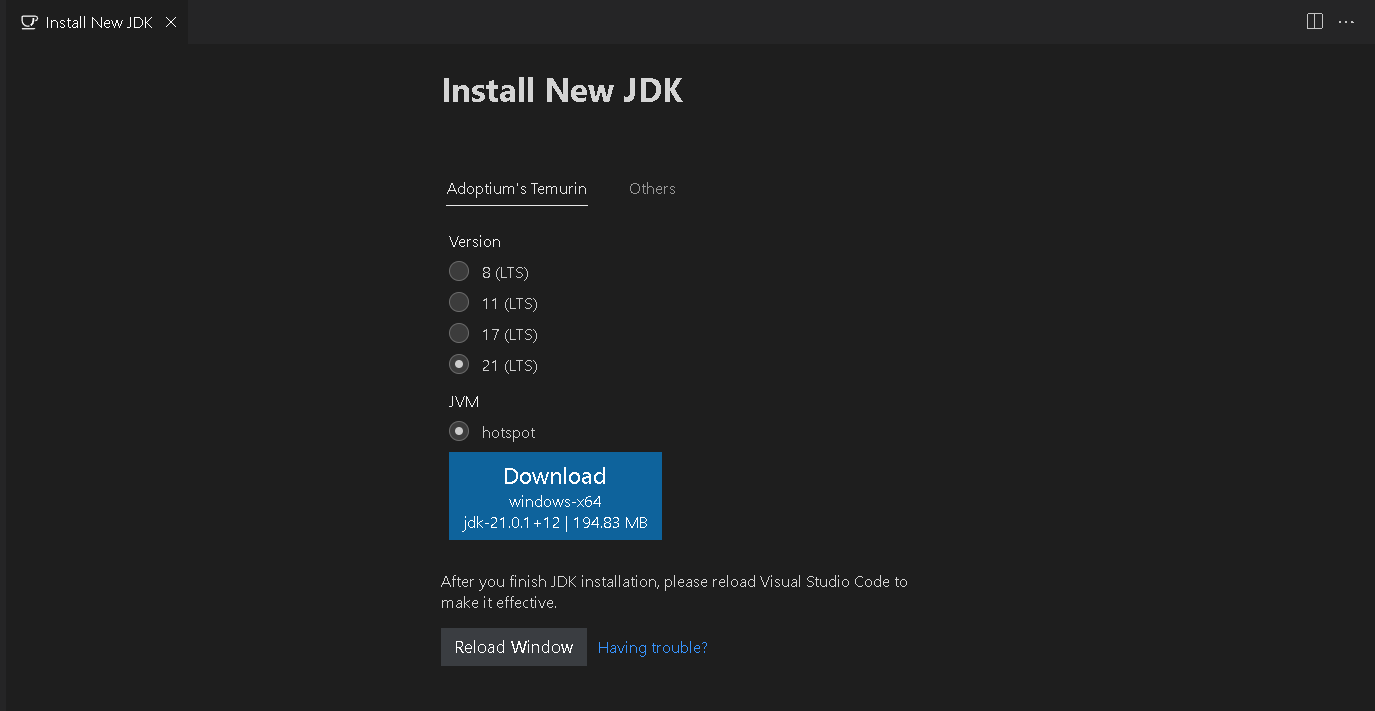 Install New JDK
Install New JDK
Adoptium's Temurin Others
Version
8 (LTS)
11 (LTS)
17 (LTS)
21 (LTS)
JVM
hotspot
Download
windows-x64
jdk-21.0.1+12 | 194.83 MB
After you finish JDK installation, please reload Visual Studio Code to
make it effective.
Reload Window Having trouble?